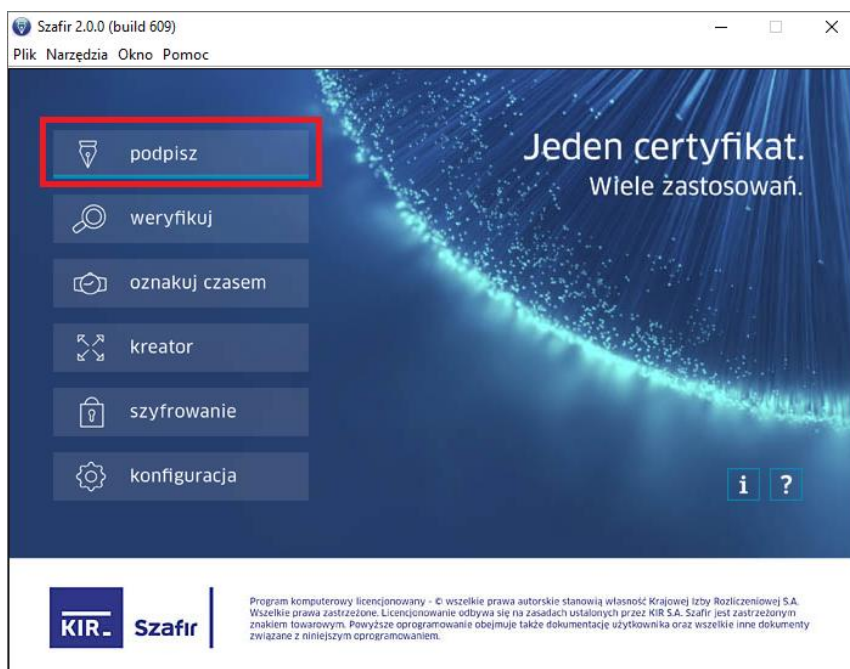 Szafir 2.0.0 (build 609)
Plik Narzędzia Okno Pomoc
podpisz
weryfikuj
oznakuj czasem
kreator
szyfrowanie
konfiguracja
Jeden certyfikat.
Wiele zastosowań.
i ?
KIR Szafir
Program komputerowy licencjonowany - © wszelkie prawa autorskie stanowią własność Krajowej Izby Rozliczeniowej S.A.
Wszelkie prawa zastrzeżone. Licencjonowanie odbywa się na zasadach ustalonych przez KIR S.A. Szafir jest zastrzeżonym
znakiem towarowym. Powyższe oprogramowanie obejmuje także dokumentację użytkownika oraz wszelkie inne dokumenty
związane z niniejszym oprogramowaniem.